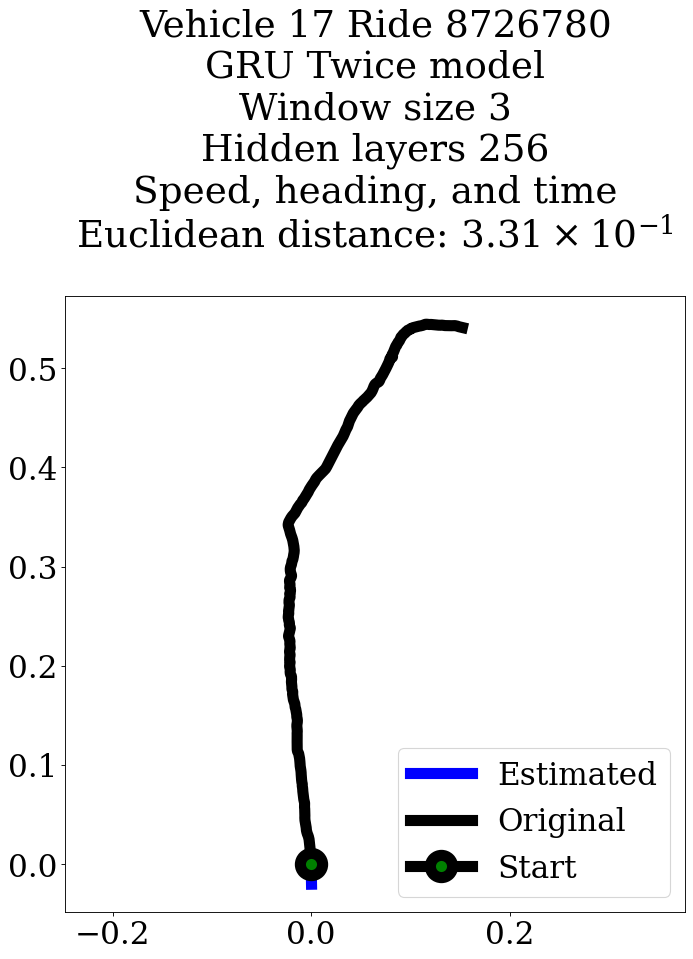 Vehicle 17 Ride 8726780
GRU Twice model
Window size 3
Hidden layers 256
Speed, heading, and time
Euclidean distance: 3.31 × 10⁻¹
0.5
0.4
0.3
0.2
0.1
0.0
Estimated
Original
Start
−0.2
0.0
0.2